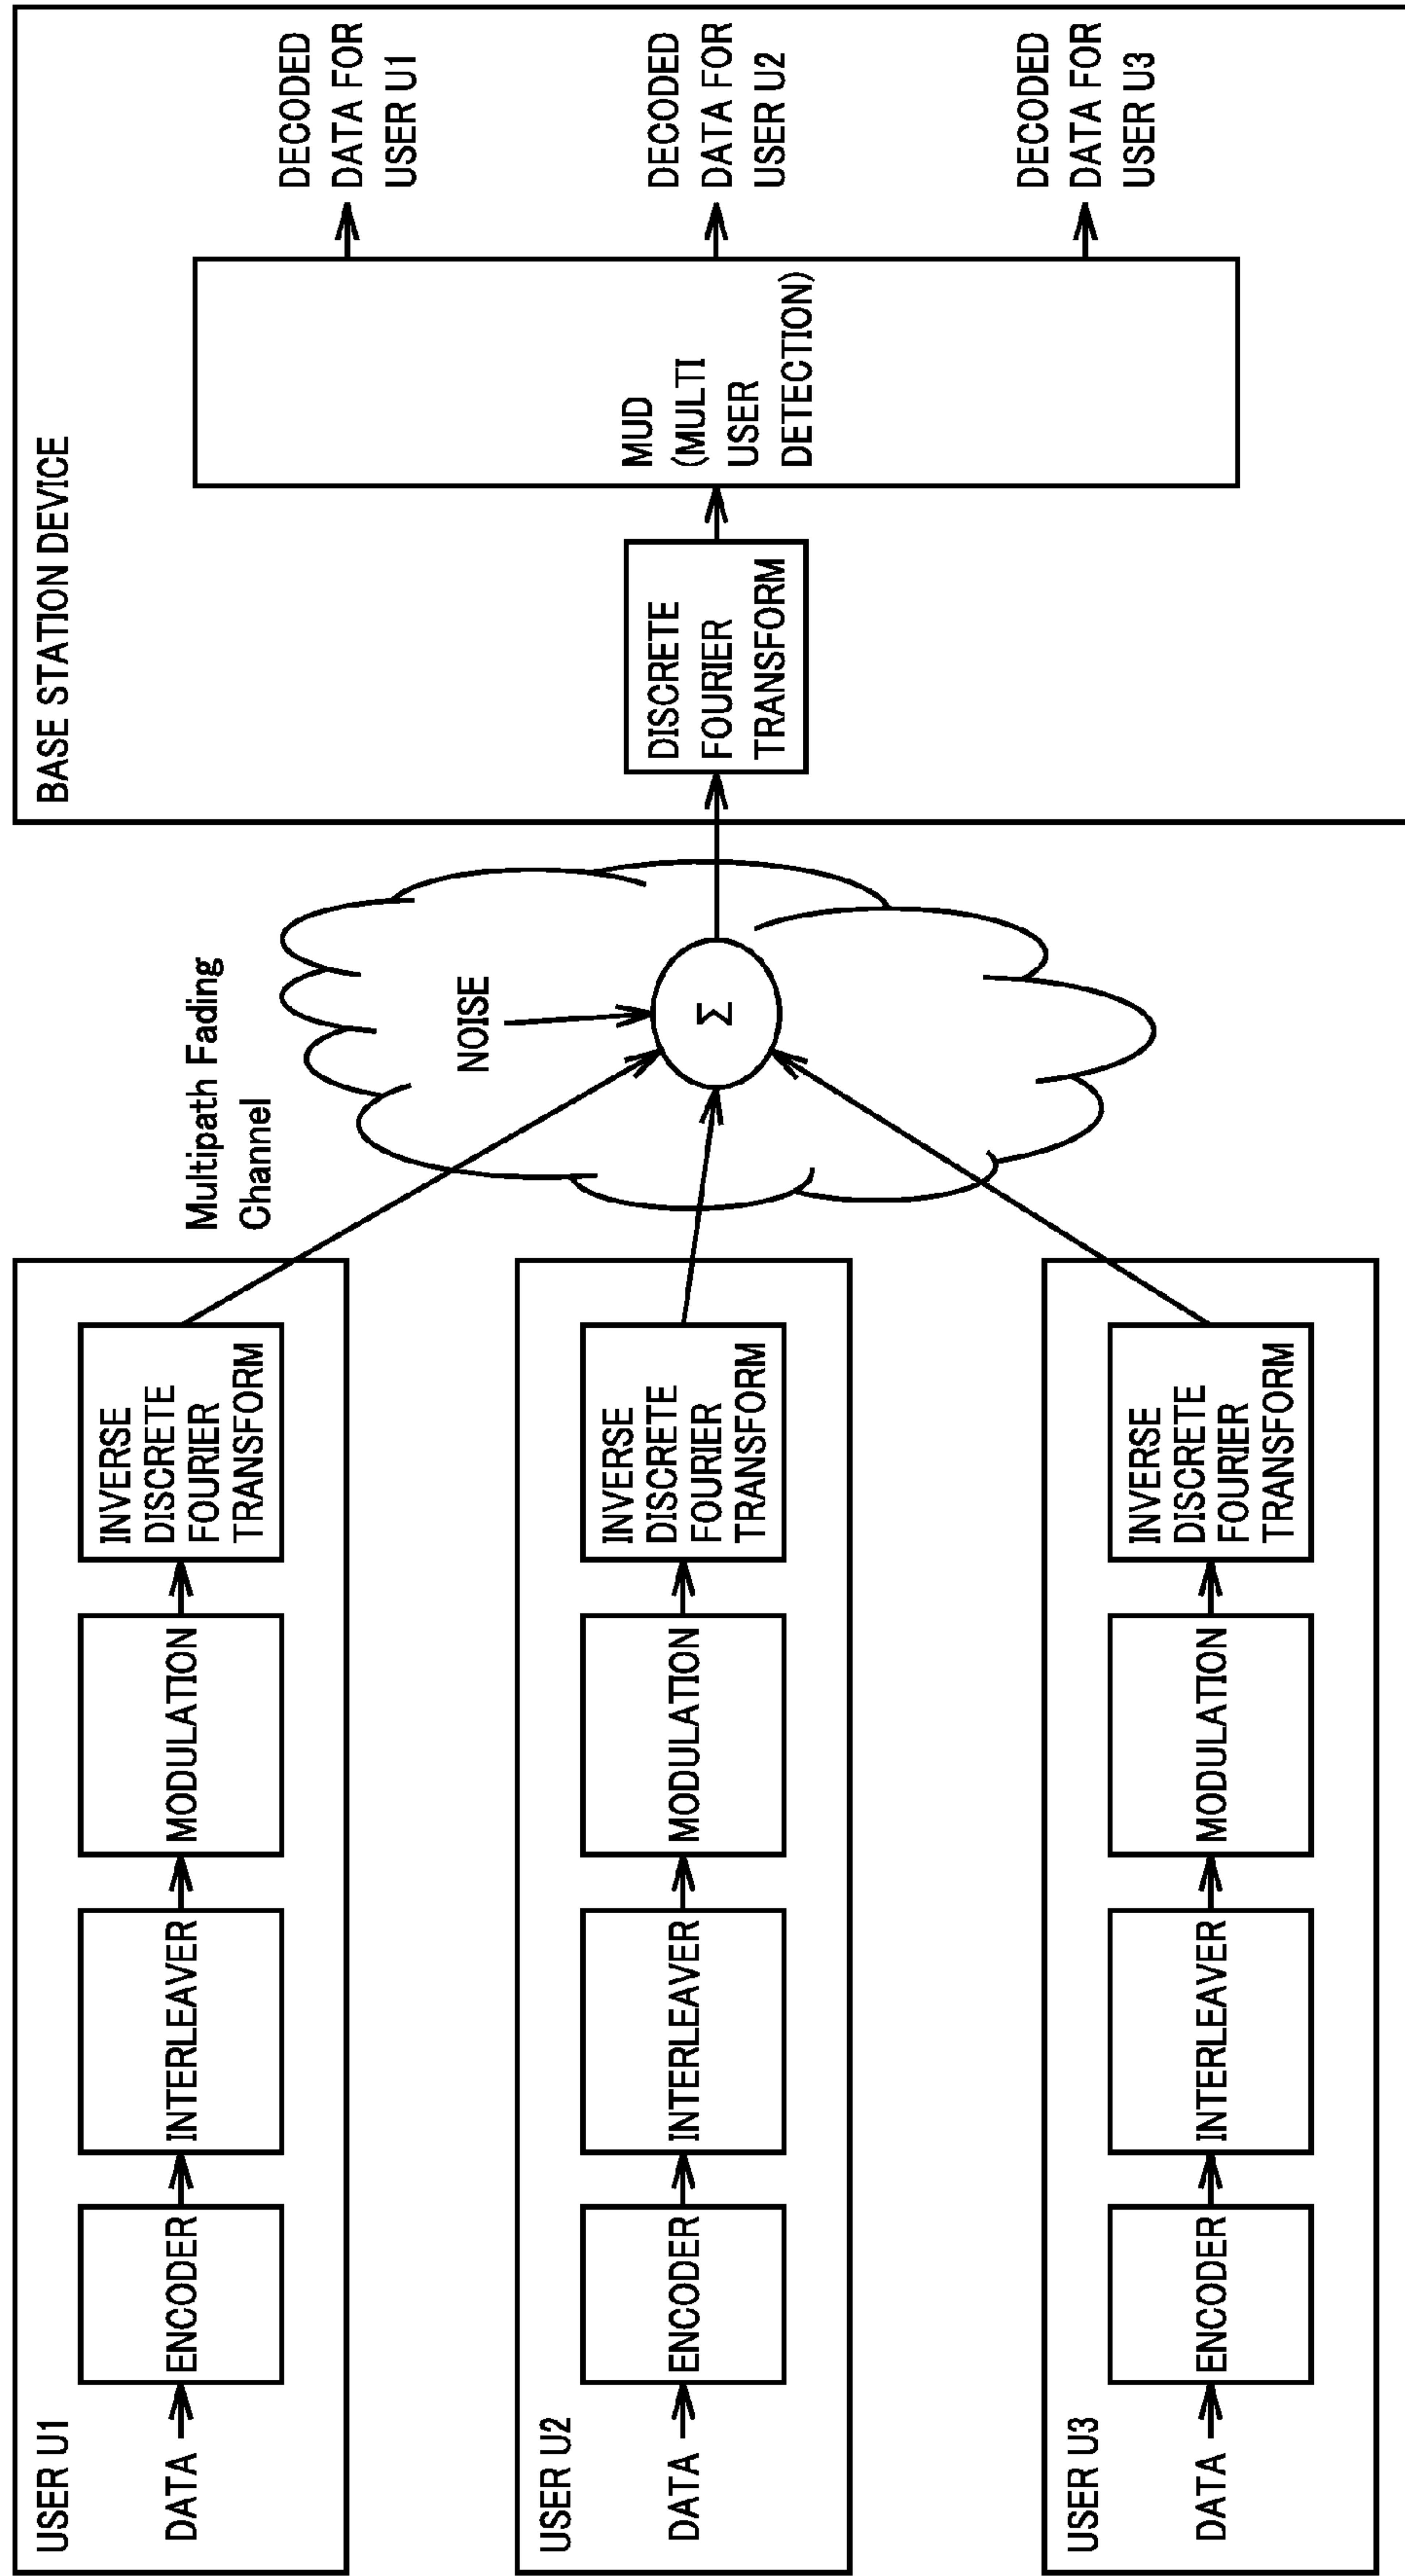 USER U1
DATA
ENCODER
INTERLEAVER
MODULATION
INVERSE
DISCRETE
FOURIER
TRANSFORM
USER U2
DATA
ENCODER
INTERLEAVER
MODULATION
INVERSE
DISCRETE
FOURIER
TRANSFORM
USER U3
DATA
ENCODER
INTERLEAVER
MODULATION
INVERSE
DISCRETE
FOURIER
TRANSFORM
Multipath Fading
Channel
NOISE
Σ
BASE STATION DEVICE
DISCRETE
FOURIER
TRANSFORM
MUD
(MULTI
USER
DETECTION)
DECODED
DATA FOR
USER U1
DECODED
DATA FOR
USER U2
DECODED
DATA FOR
USER U3